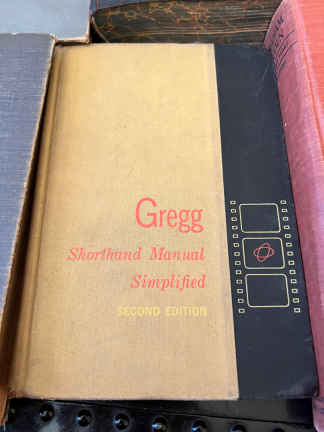 Gregg
Shorthand Manual
Simplified
SECOND EDITION